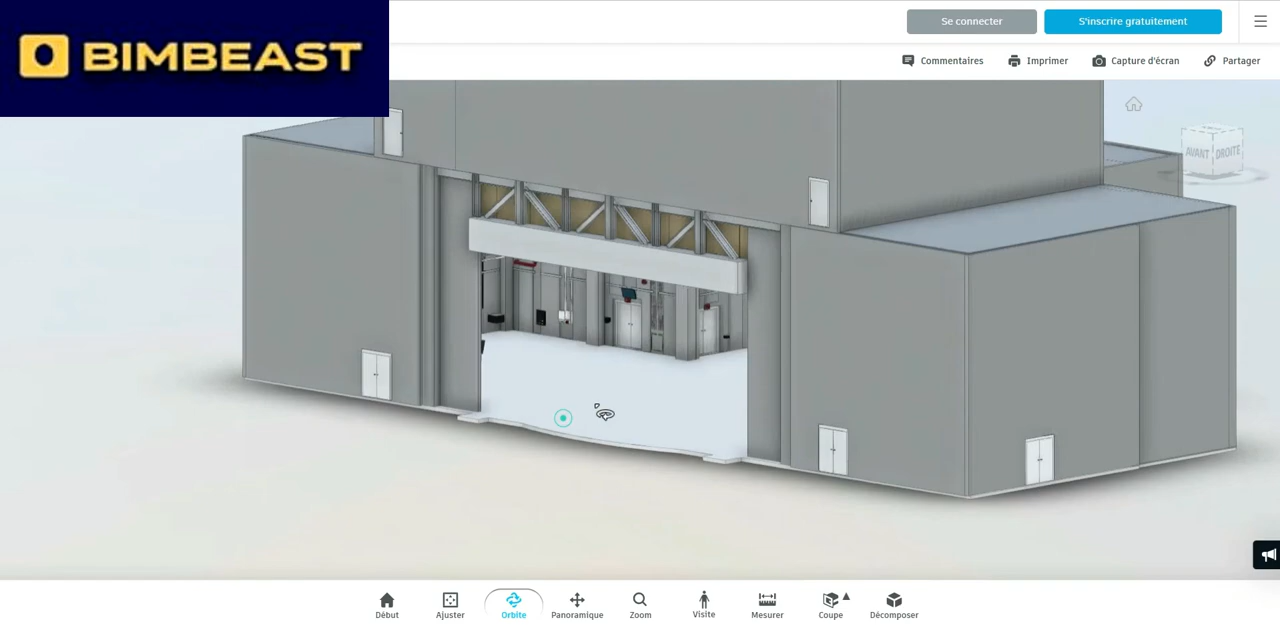 BIMBEAST
Se connecter
S'inscrire gratuitement
Commentaires
Imprimer
Capture d'écran
Partager
AVANT
DROITE
Début
Ajuster
Orbite
Panoramique
Zoom
Visite
Mesurer
Coupe
Décomposer